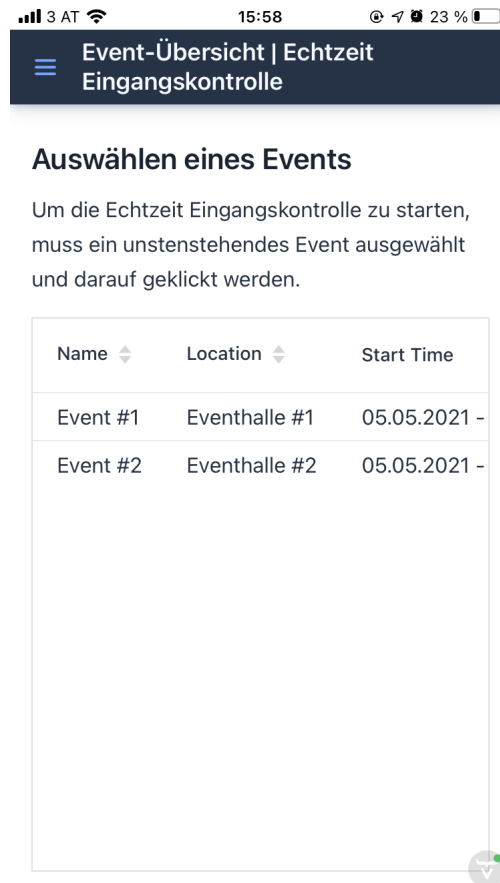 3 AT 15:58 23 %
Event-Übersicht | Echtzeit
Eingangskontrolle
Auswählen eines Events
Um die Echtzeit Eingangskontrolle zu starten,
muss ein unstenstehendes Event ausgewählt
und darauf geklickt werden.
Name Location Start Time
Event #1 Eventhalle #1 05.05.2021 -
Event #2 Eventhalle #2 05.05.2021 -